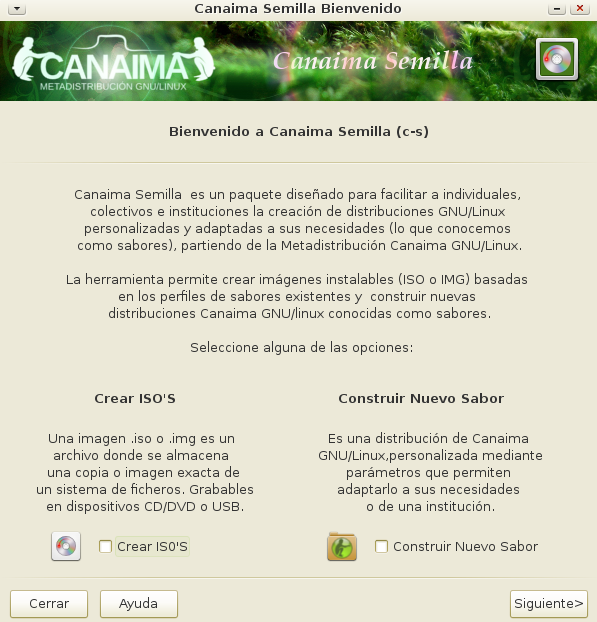 Canaima Semilla Bienvenido
CANAIMA
METADISTRIBUCIÓN GNU/LINUX
Canaima Semilla
Bienvenido a Canaima Semilla (c-s)
Canaima Semilla  es un paquete diseñado para facilitar a individuales,
colectivos e instituciones la creación de distribuciones GNU/Linux
personalizadas y adaptadas a sus necesidades (lo que conocemos
como sabores), partiendo de la Metadistribución Canaima GNU/Linux.
La herramienta permite crear imágenes instalables (ISO o IMG) basadas
en los perfiles de sabores existentes y  construir nuevas
distribuciones Canaima GNU/linux conocidas como sabores.
Seleccione alguna de las opciones:
Crear ISO'S
Una imagen .iso o .img es un
archivo donde se almacena
una copia o imagen exacta de
un sistema de ficheros. Grabables
en dispositivos CD/DVD o USB.
Crear IS0'S
Construir Nuevo Sabor
Es una distribución de Canaima
GNU/Linux,personalizada mediante
parámetros que permiten
adaptarlo a sus necesidades
o de una institución.
Construir Nuevo Sabor
Cerrar
Ayuda
Siguiente>